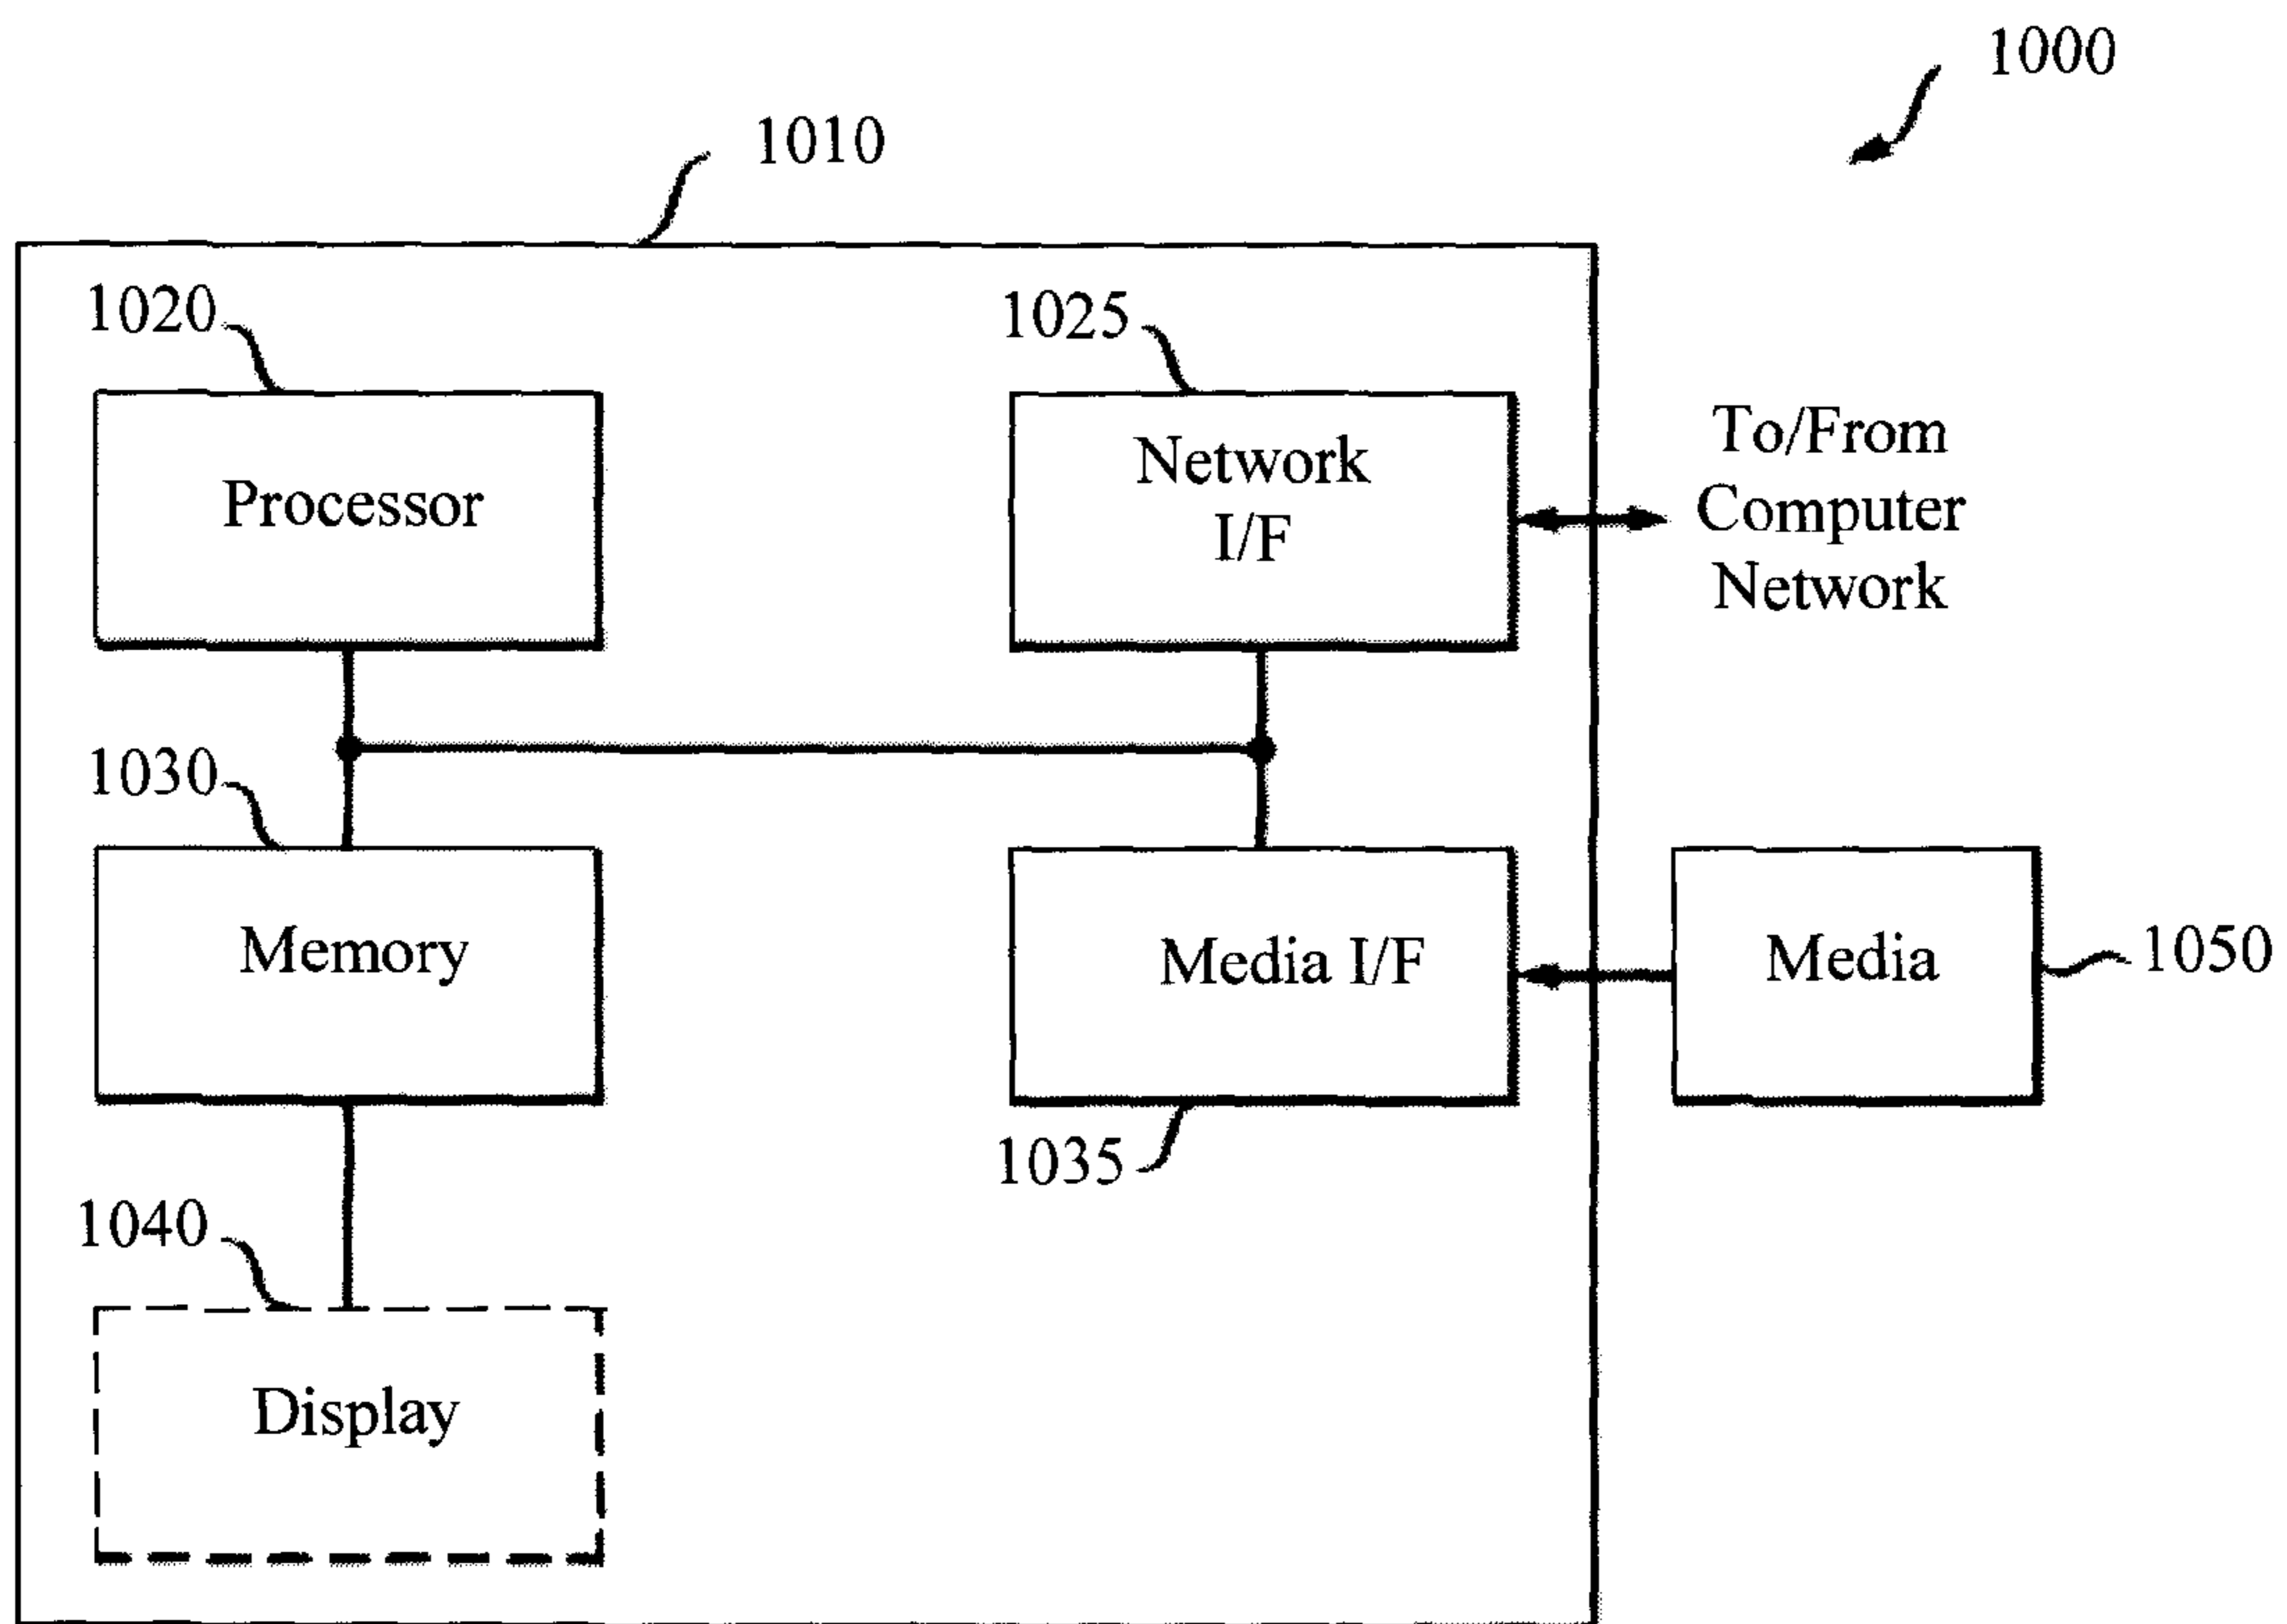 1000
1010
1020
1025
Processor
Network
I/F
To/From
Computer
Network
1030
Memory
Media I/F
Media
1050
1035
1040
Display